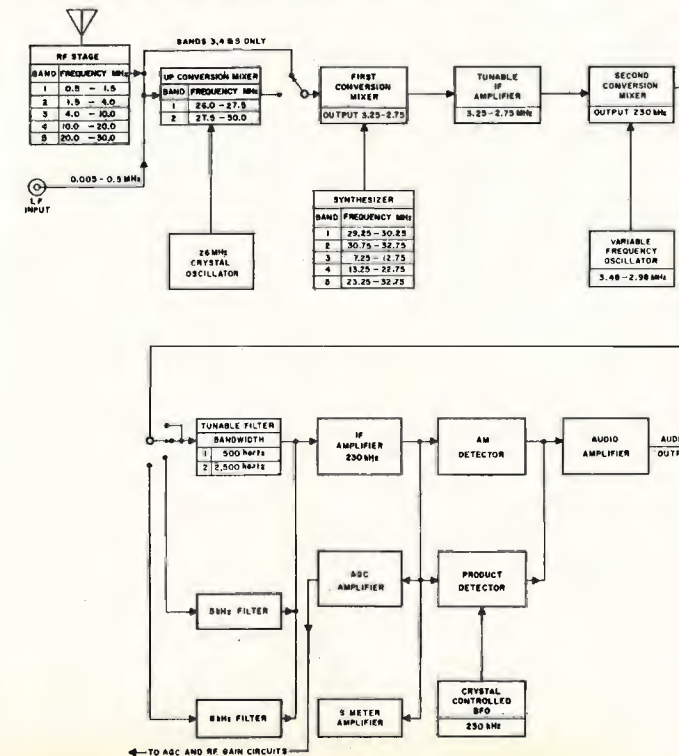 BANDS 3,4 & 5 ONLY
RF STAGE
BAND FREQUENCY MHz
1 0.5 - 1.5
2 1.5 - 4.0
3 4.0 - 10.0
4 10.0 - 20.0
5 20.0 - 30.0
UP CONVERSION MIXER
BAND FREQUENCY MHz
1 26.0 - 27.5
2 27.5 - 30.0
FIRST
CONVERSION
MIXER
OUTPUT 3.25-2.75
TUNABLE
IF
AMPLIFIER
3.25-2.75 MHz
SECOND
CONVERSION
MIXER
OUTPUT 230 kHz
0.005 - 0.5 MHz
LF
INPUT
26 MHz
CRYSTAL
OSCILLATOR
SYNTHESIZER
BAND FREQUENCY MHz
1 29.25 - 30.25
2 30.75 - 32.75
3 7.25 - 12.75
4 13.25 - 22.75
5 23.25 - 32.75
VARIABLE
FREQUENCY
OSCILLATOR
3.48-2.98 MHz
TUNABLE FILTER
BANDWIDTH
1 500 hertz
2 2,500 hertz
IF
AMPLIFIER
230 kHz
AM
DETECTOR
AUDIO
AMPLIFIER
AUDI
OUTP
AGC
AMPLIFIER
PRODUCT
DETECTOR
kHz FILTER
kHz FILTER
S METER
AMPLIFIER
CRYSTAL
CONTROLLED
BFO
230 kHz
TO AGC AND RF GAIN CIRCUITS